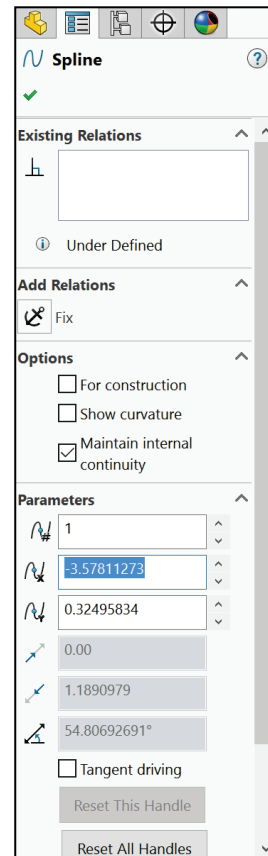 Spline
?
Existing Relations
Under Defined
Add Relations
Fix
Options
For construction
Show curvature
Maintain internal
continuity
Parameters
1
-3.57811273
0.32495834
0.00
1.1890979
54.80692691°
Tangent driving
Reset This Handle
Reset All Handles